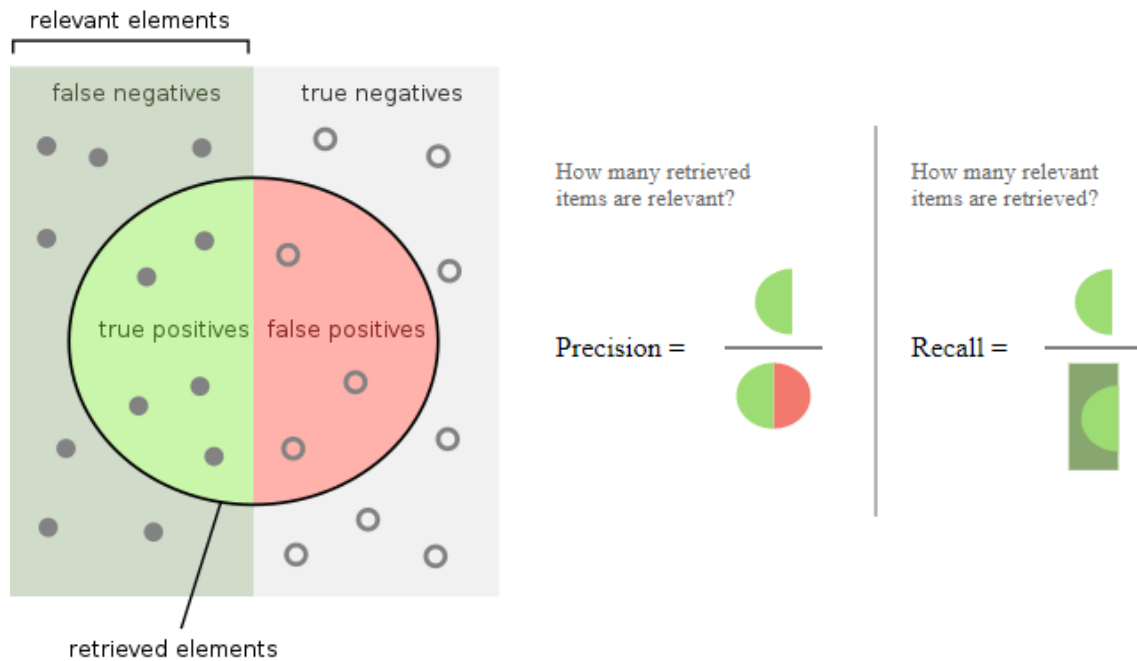 relevant elements
false negatives
true negatives
true positives
false positives
retrieved elements
How many retrieved
items are relevant?
Precision =
How many relevant
items are retrieved?
Recall =